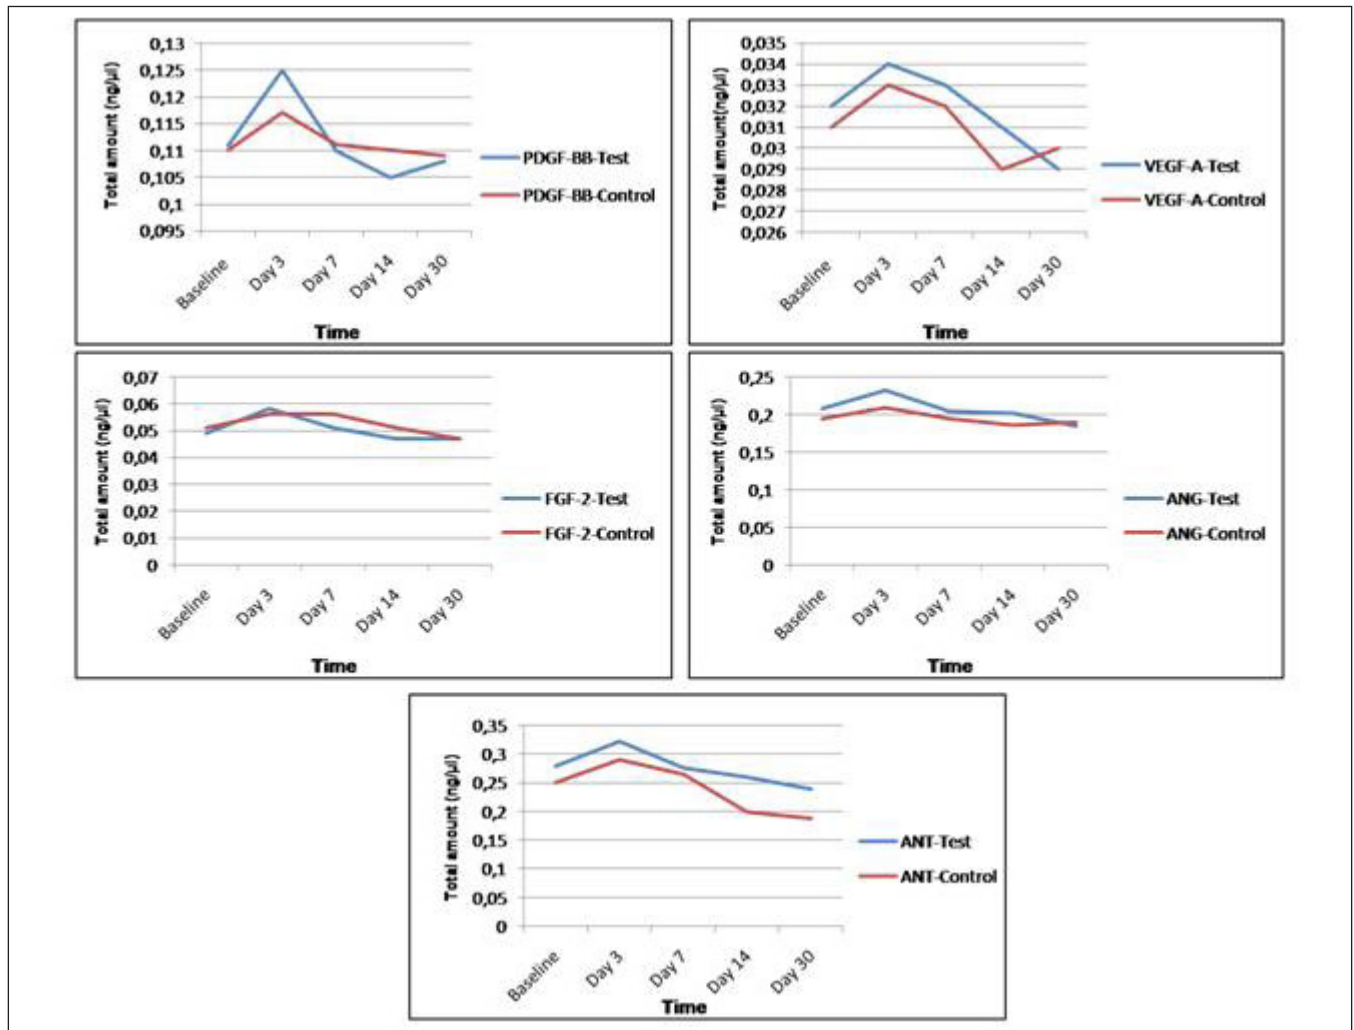 0,13
0,125
0,12
0,115
0,11
0,105
0,1
0,095
Total amount (ng/µl)
Baseline
Day 3
Day 7
Day 14
Day 30
Time
PDGF-BB-Test
PDGF-BB-Control
0,035
0,034
0,033
0,032
0,031
0,03
0,029
0,028
0,027
0,026
Total amount(ng/µl)
Baseline
Day 3
Day 7
Day 14
Day 30
Time
VEGF-A-Test
VEGF-A-Control
0,07
0,06
0,05
0,04
0,03
0,02
0,01
0
Total amount (ng/µl)
Baseline
Day 3
Day 7
Day 14
Day 30
Time
FGF-2-Test
FGF-2-Control
0,25
0,2
0,15
0,1
0,05
0
Total amount (ng/µl)
Baseline
Day 3
Day 7
Day 14
Day 30
Time
ANG-Test
ANG-Control
0,35
0,3
0,25
0,2
0,15
0,1
0,05
0
Total amount (ng/µl)
Baseline
Day 3
Day 7
Day 14
Day 30
Time
ANT-Test
ANT-Control